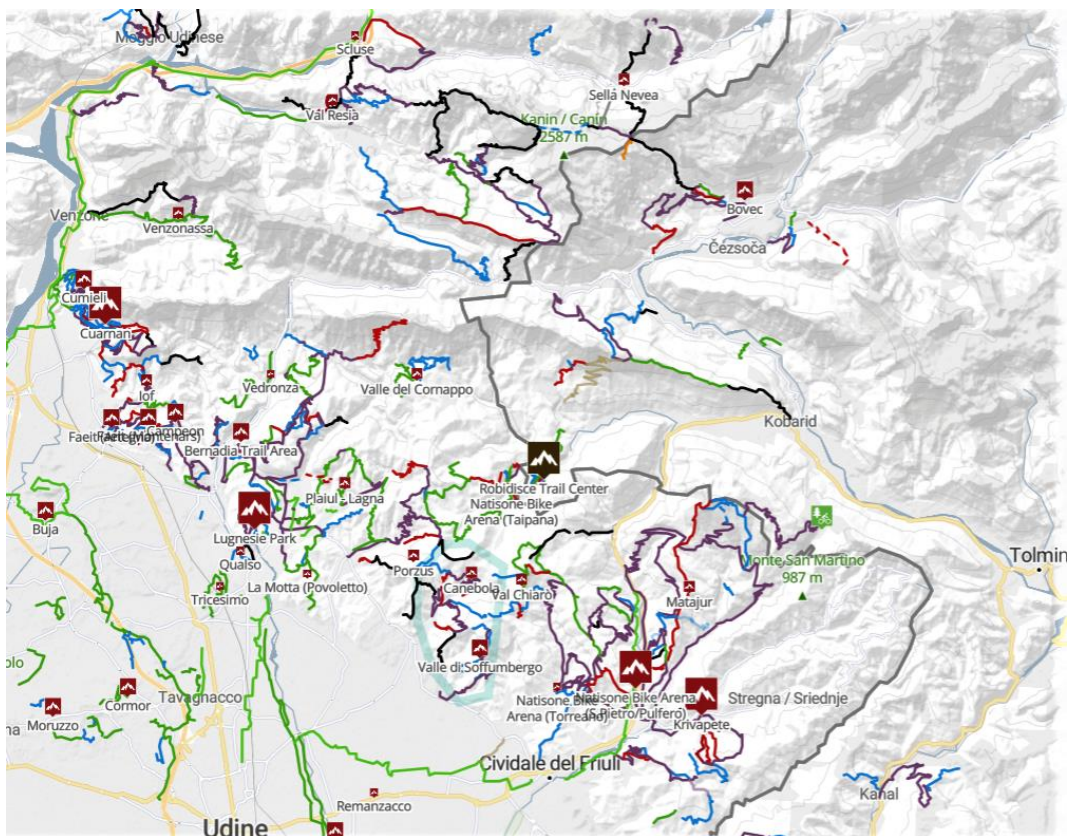 Moggio Udinese
Scluse
Sella Nevea
Val Resia
Kanin / Canin
2587 m
Bovec
Venzone
Venzonassa
Čezsoča
Cumieli
Cuarnan
Vedronza
Valle del Cornappo
Jof
Campeon
Kobarid
Bernadia Trail Area
Robidisce Trail Center
Plaiul - Lagna
Natisone Bike
Arena (Taipana)
Buja
Lugnesie Park
Qualso
Porzus
Monte San Martino
987 m
Tolmin
La Motta (Povoletto)
Canebola
Val Chiarò
Tricesimo
Matajur
Valle di Soffumbergo
Cormor
Tavagnacco
Natisone Bike
Arena (Torreano)
Natisone Bike Arena
(S.Pietro/Pulfero)
Stregna / Sriednje
Moruzzo
Krivapete
Cividale del Friuli
Kanal
Remanzacco
Udine